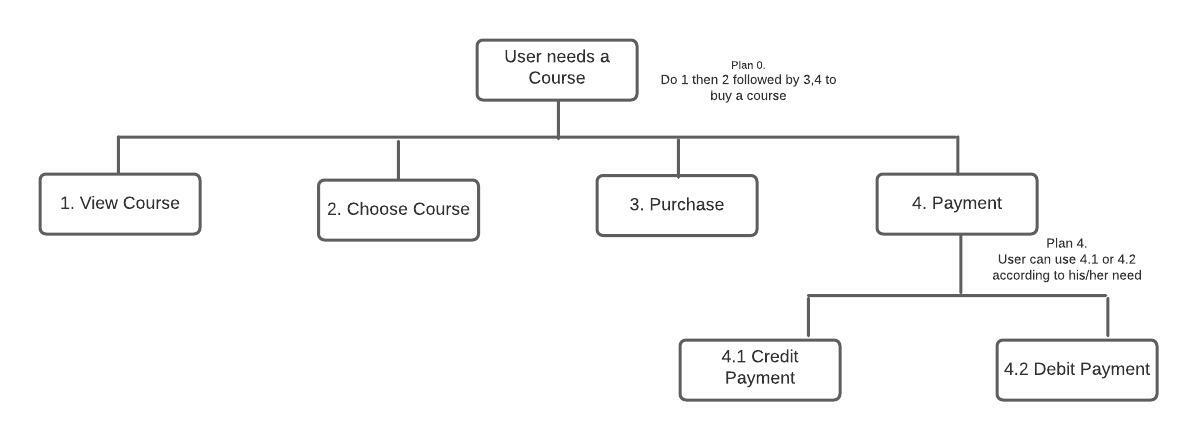 User needs a
Course
Plan 0.
Do 1 then 2 followed by 3,4 to
buy a course
1. View Course
2. Choose Course
3. Purchase
4. Payment
Plan 4.
User can use 4.1 or 4.2
according to his/her need
4.1 Credit
Payment
4.2 Debit Payment